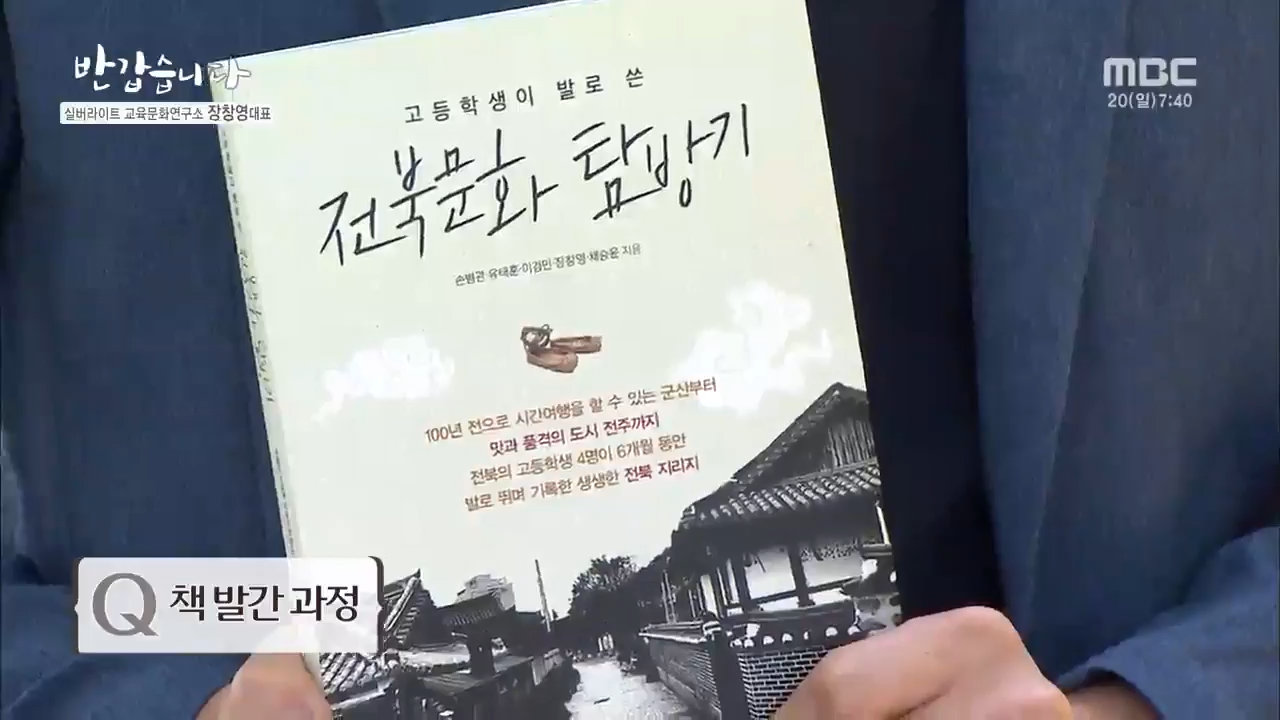 반갑습니다
실버라이트 교육문화연구소 장창영대표
MBC
20(일)7:40
고등학생이 발로 쓴
전북문화 탐방기
손범관·유태훈·이경민·장창영·채승윤 지음
100년 전으로 시간여행을 할 수 있는 군산부터
맛과 품격의 도시 전주까지
전북의 고등학생 4명이 6개월 동안
발로 뛰며 기록한 생생한 전북 지리지
Q 책 발간 과정